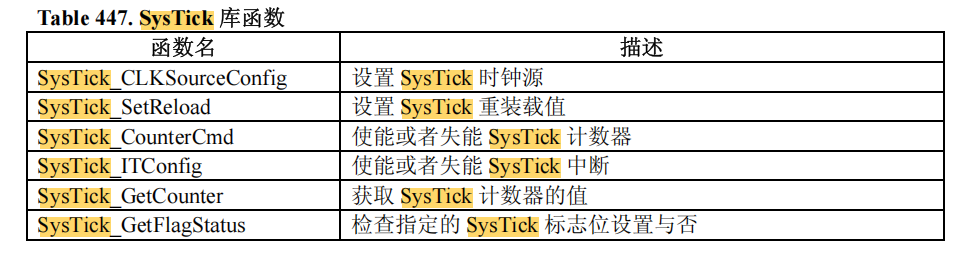 Table 447. SysTick 库函数
函数名 描述
SysTick_CLKSourceConfig 设置 SysTick 时钟源
SysTick_SetReload 设置 SysTick 重装载值
SysTick_CounterCmd 使能或者失能 SysTick 计数器
SysTick_ITConfig 使能或者失能 SysTick 中断
SysTick_GetCounter 获取 SysTick 计数器的值
SysTick_GetFlagStatus 检查指定的 SysTick 标志位设置与否